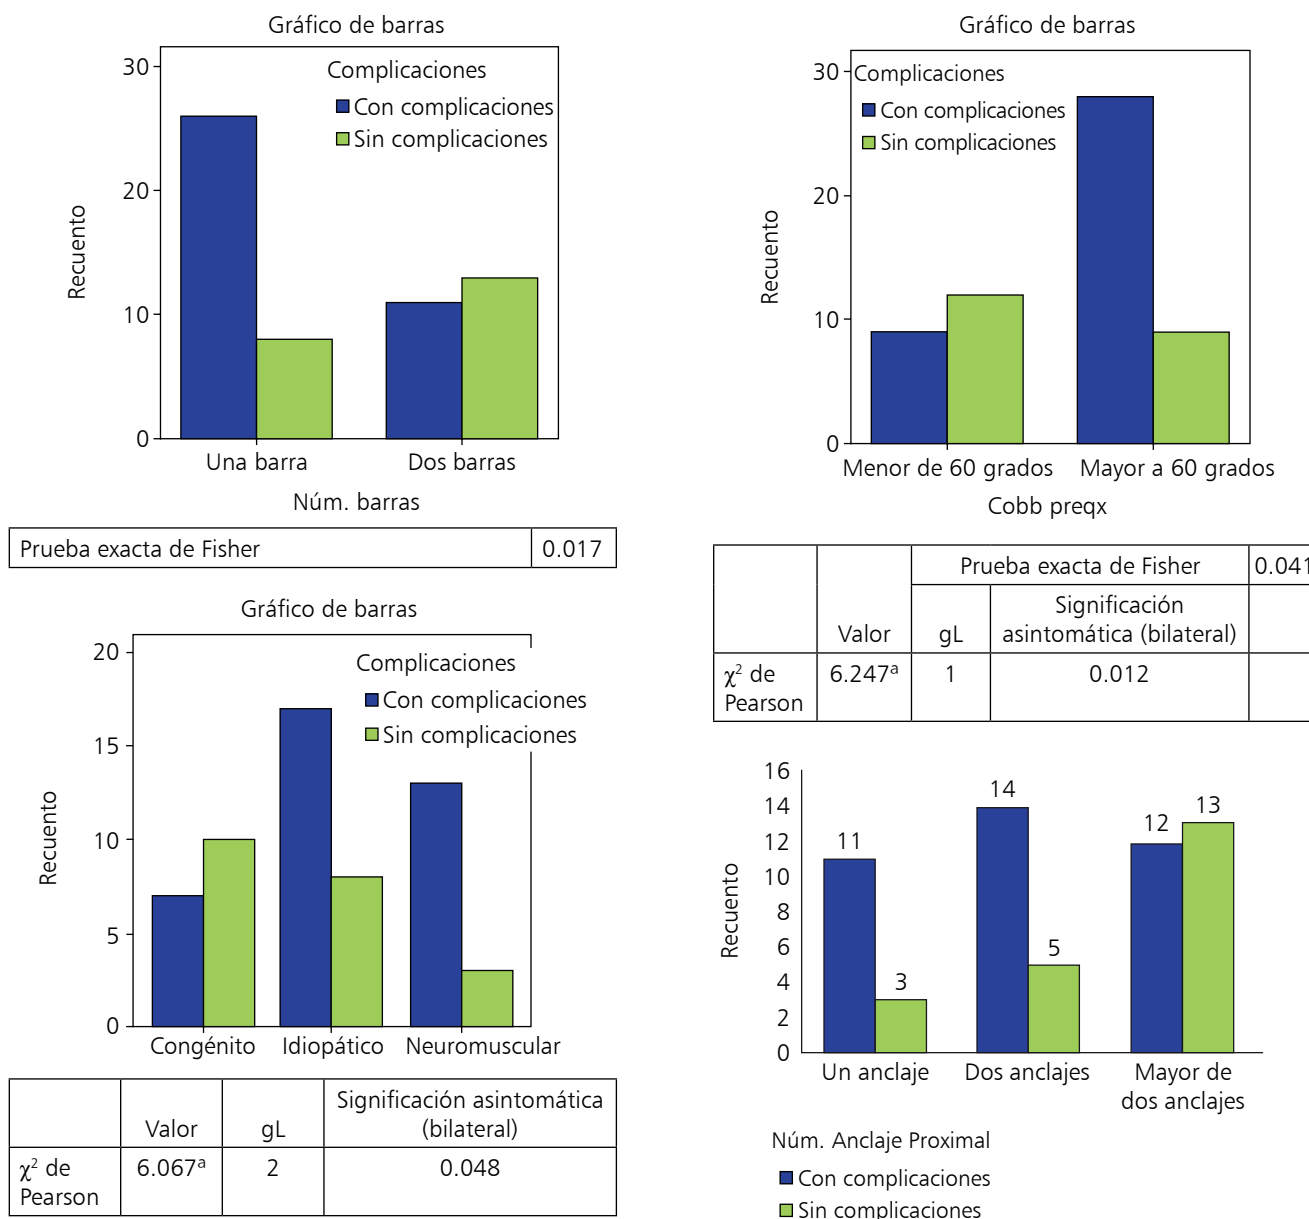 Gráfico de barras
30
20
10
0
Recuento
Complicaciones
Con complicaciones
Sin complicaciones
Una barra Dos barras
Núm. barras
Prueba exacta de Fisher 0.017
Gráfico de barras
30
20
10
0
Recuento
Complicaciones
Con complicaciones
Sin complicaciones
Menor de 60 grados Mayor a 60 grados
Cobb preqx
Prueba exacta de Fisher 0.041
Valor gL Significación
asintomática (bilateral)
χ² de
Pearson 6.247ª 1 0.012
Gráfico de barras
20
15
10
5
0
Recuento
Complicaciones
Con complicaciones
Sin complicaciones
Congénito Idiopático Neuromuscular
Valor gL Significación asintomática
(bilateral)
χ² de
Pearson 6.067ª 2 0.048
16
14
12
10
8
6
4
2
0
Recuento
11 3 14 5 12 13
Un anclaje Dos anclajes Mayor de
dos anclajes
Núm. Anclaje Proximal
Con complicaciones
Sin complicaciones